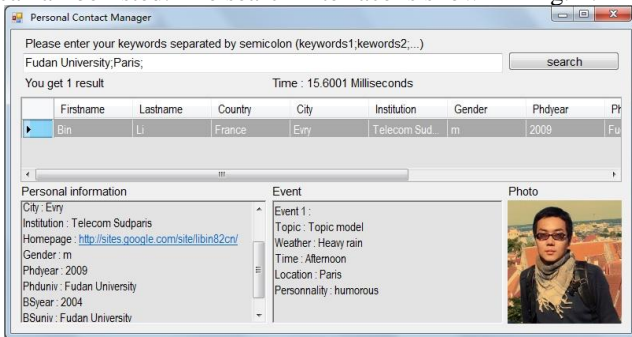 Personal Contact Manager
Please enter your keywords separated by semicolon (keywords1;kewords2;...)
Fudan University;Paris;
search
You get 1 result
Time : 15.6001 Milliseconds
Firstname Lastname Country City Institution Gender Phdyear Ph
Bin Li France Evry Telecom Sud... m 2009 Fu
Personal information
City : Evry
Institution : Telecom Sudparis
Homepage : http://sites.google.com/site/libin82cn/
Gender : m
Phdyear : 2009
Phduniv : Fudan University
BSyear : 2004
BSuniv : Fudan University
Event
Event 1 :
Topic : Topic model
Weather : Heavy rain
Time : Afternoon
Location : Paris
Personnality : humorous
Photo